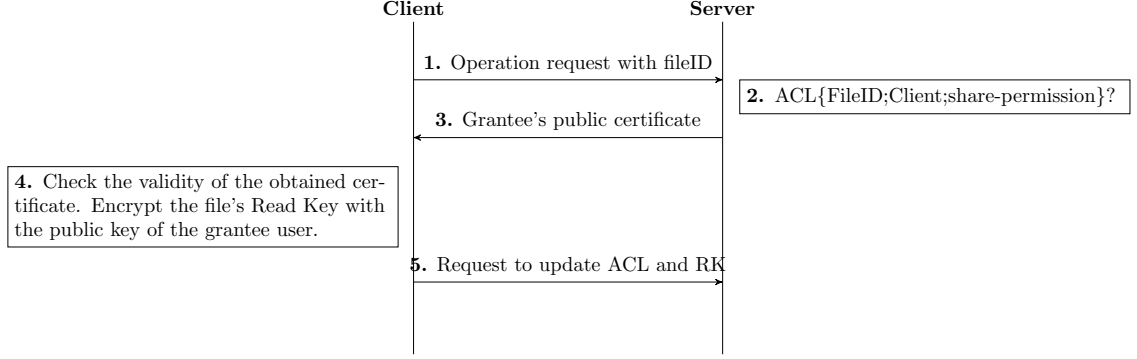 Client
Server
1. Operation request with fileID
2. ACL{FileID;Client;share-permission}?
3. Grantee's public certificate
4. Check the validity of the obtained cer-
tificate. Encrypt the file's Read Key with
the public key of the grantee user.
5. Request to update ACL and RK